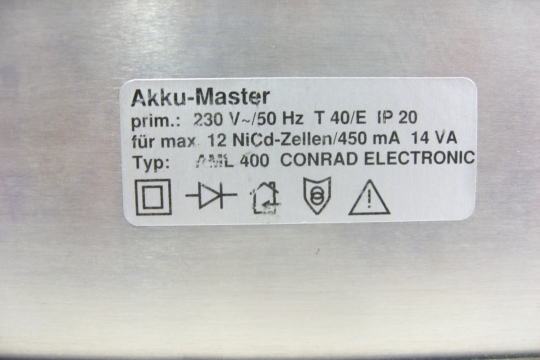 Akku-Master
prim.: 230 V~/50 Hz T 40/E IP 20
für max. 12 NiCd-Zellen/450 mA 14 VA
Typ: AML 400 CONRAD ELECTRONIC